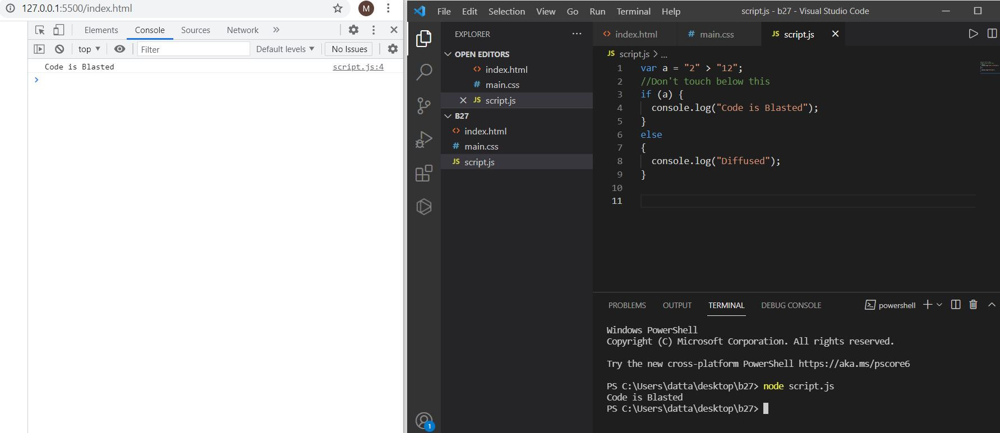 127.0.0.1:5500/index.html
M
Elements Console Sources Network
top Filter Default levels No Issues
Code is Blasted script.js:4
File Edit Selection View Go Run Terminal Help script.js - b27 - Visual Studio Code
EXPLORER
OPEN EDITORS
<> index.html
# main.css
JS script.js
B27
<> index.html
# main.css
JS script.js
1
<> index.html # main.css JS script.js
JS script.js > ...
1 var a = "2" > "12";
2 //Don't touch below this
3 if (a) {
4 console.log("Code is Blasted");
5 }
6 else
7 {
8 console.log("Diffused");
9 }
10
11
PROBLEMS OUTPUT TERMINAL DEBUG CONSOLE powershell
Windows PowerShell
Copyright (C) Microsoft Corporation. All rights reserved.
Try the new cross-platform PowerShell https://aka.ms/pscore6
PS C:\Users\datta\desktop\b27> node script.js
Code is Blasted
PS C:\Users\datta\desktop\b27>